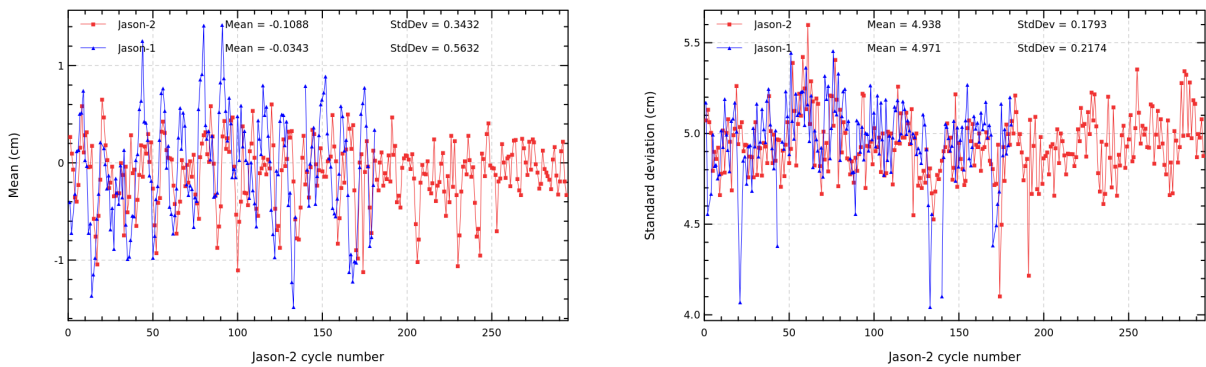 Jason-2 Mean = -0.1088 StdDev = 0.3432
Jason-1 Mean = -0.0343 StdDev = 0.5632
Mean (cm)
1
0
-1
0 50 100 150 200 250
Jason-2 cycle number
Jason-2 Mean = 4.938 StdDev = 0.1793
Jason-1 Mean = 4.971 StdDev = 0.2174
Standard deviation (cm)
5.5
5.0
4.5
4.0
0 50 100 150 200 250
Jason-2 cycle number